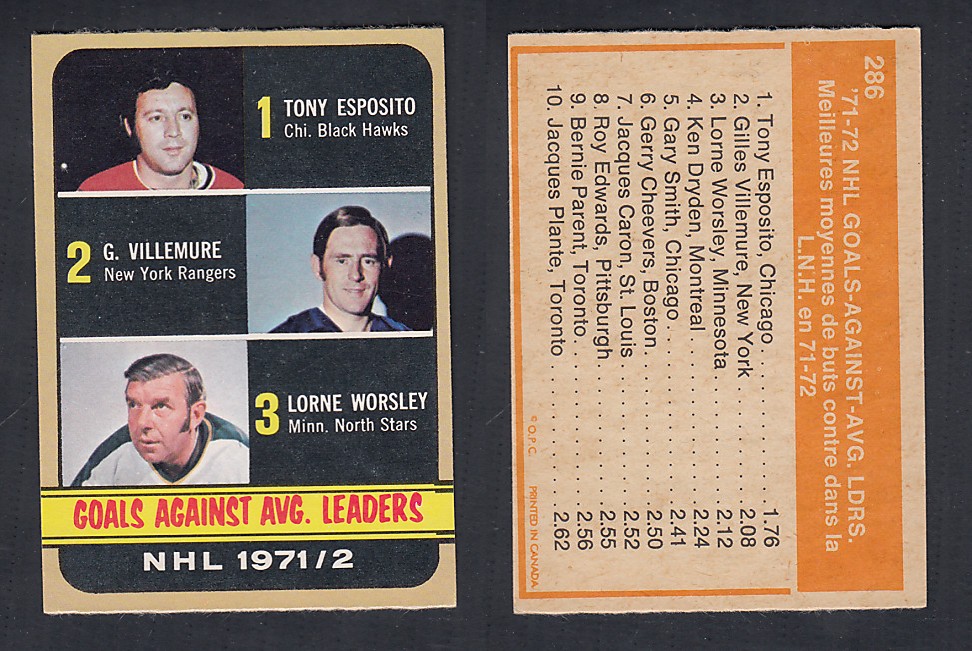 1 TONY ESPOSITO
Chi. Black Hawks
2 G. VILLEMURE
New York Rangers
3 LORNE WORSLEY
Minn. North Stars
GOALS AGAINST AVG. LEADERS
NHL 1971/2
286
'71-72 NHL GOALS-AGAINST-AVG. LDRS.
Meilleures moyennes de buts contre dans la
L.N.H. en 71-72
1. Tony Esposito, Chicago . . . . . . . . . . 1.76
2. Gilles Villemure, New York . . . . . . . . 2.08
3. Lorne Worsley, Minnesota . . . . . . . . 2.12
4. Ken Dryden, Montreal . . . . . . . . . . 2.24
5. Gary Smith, Chicago . . . . . . . . . . 2.41
6. Gerry Cheevers, Boston . . . . . . . . . 2.50
7. Jacques Caron, St. Louis . . . . . . . . 2.52
8. Roy Edwards, Pittsburgh . . . . . . . . 2.55
9. Bernie Parent, Toronto . . . . . . . . . 2.56
10. Jacques Plante, Toronto . . . . . . . . 2.62
© O.P.C. PRINTED IN CANADA